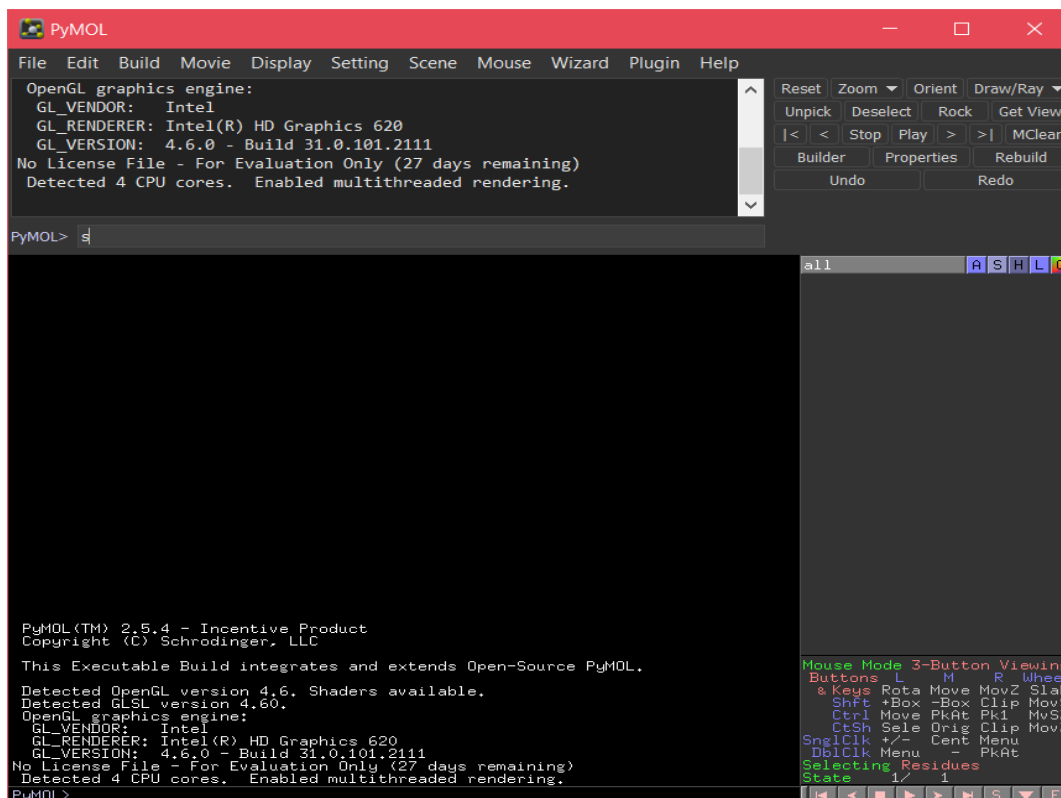 PyMOL
File Edit Build Movie Display Setting Scene Mouse Wizard Plugin Help
OpenGL graphics engine:
GL_VENDOR: Intel
GL_RENDERER: Intel(R) HD Graphics 620
GL_VERSION: 4.6.0 - Build 31.0.101.2111
No License File - For Evaluation Only (27 days remaining)
Detected 4 CPU cores. Enabled multithreaded rendering.
Reset Zoom Orient Draw/Ray
Unpick Deselect Rock Get View
|< < Stop Play > >| MClear
Builder Properties Rebuild
Undo Redo
PyMOL> s
all A S H L
PyMOL(TM) 2.5.4 - Incentive Product
Copyright (C) Schrodinger, LLC
This Executable Build integrates and extends Open-Source PyMOL.
Detected OpenGL version 4.6. Shaders available.
Detected GLSL version 4.60.
OpenGL graphics engine:
GL_VENDOR: Intel
GL_RENDERER: Intel(R) HD Graphics 620
GL_VERSION: 4.6.0 - Build 31.0.101.2111
No License File - For Evaluation Only (27 days remaining)
Detected 4 CPU cores. Enabled multithreaded rendering.
PyMOL>
Mouse Mode 3-Button Viewin
Buttons L M R Whee
& Keys Rota Move MovZ Sla
Shft +Box -Box Clip Mov
Ctrl Move PkAt Pk1 MvS
CtSh Sele Orig Clip Mov
SnglClk +/- Cent Menu
DblClk Menu - PkAt
Selecting Residues
State 1/ 1
S F